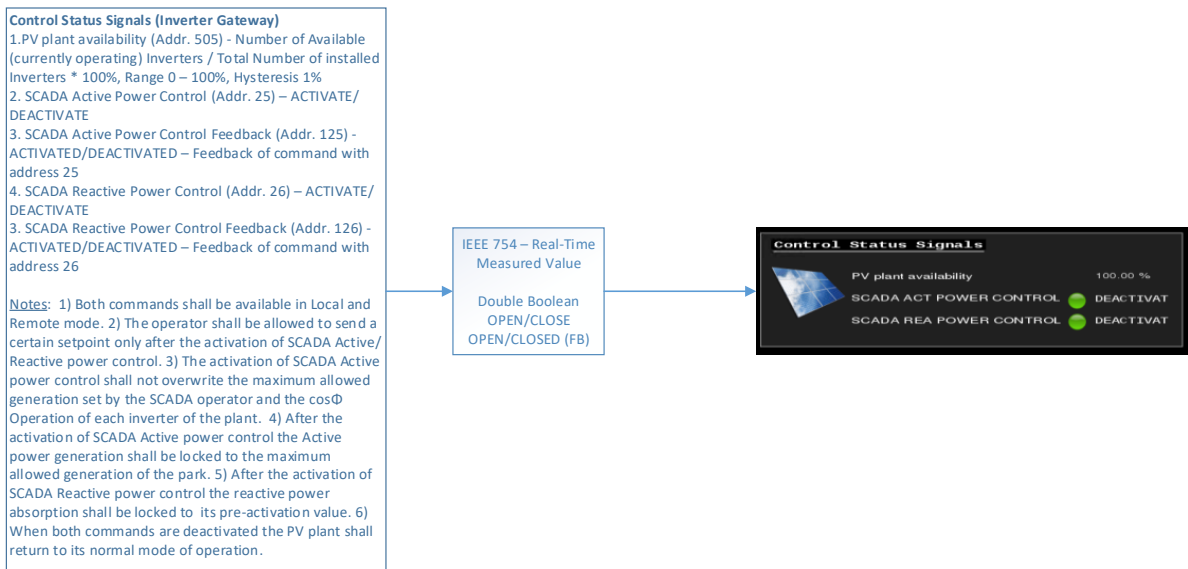 Control Status Signals (Inverter Gateway)
1.PV plant availability (Addr. 505) - Number of Available
(currently operating) Inverters / Total Number of installed
Inverters * 100%, Range 0 – 100%, Hysteresis 1%
2. SCADA Active Power Control (Addr. 25) – ACTIVATE/
DEACTIVATE
3. SCADA Active Power Control Feedback (Addr. 125) -
ACTIVATED/DEACTIVATED – Feedback of command with
address 25
4. SCADA Reactive Power Control (Addr. 26) – ACTIVATE/
DEACTIVATE
3. SCADA Reactive Power Control Feedback (Addr. 126) -
ACTIVATED/DEACTIVATED – Feedback of command with
address 26
Notes: 1) Both commands shall be available in Local and
Remote mode. 2) The operator shall be allowed to send a
certain setpoint only after the activation of SCADA Active/
Reactive power control. 3) The activation of SCADA Active
power control shall not overwrite the maximum allowed
generation set by the SCADA operator and the cosΦ
Operation of each inverter of the plant. 4) After the
activation of SCADA Active power control the Active
power generation shall be locked to the maximum
allowed generation of the park. 5) After the activation of
SCADA Reactive power control the reactive power
absorption shall be locked to its pre-activation value. 6)
When both commands are deactivated the PV plant shall
return to its normal mode of operation.
IEEE 754 – Real-Time
Measured Value
Double Boolean
OPEN/CLOSE
OPEN/CLOSED (FB)
Control Status Signals
PV plant availability 100.00 %
SCADA ACT POWER CONTROL DEACTIVAT
SCADA REA POWER CONTROL DEACTIVAT